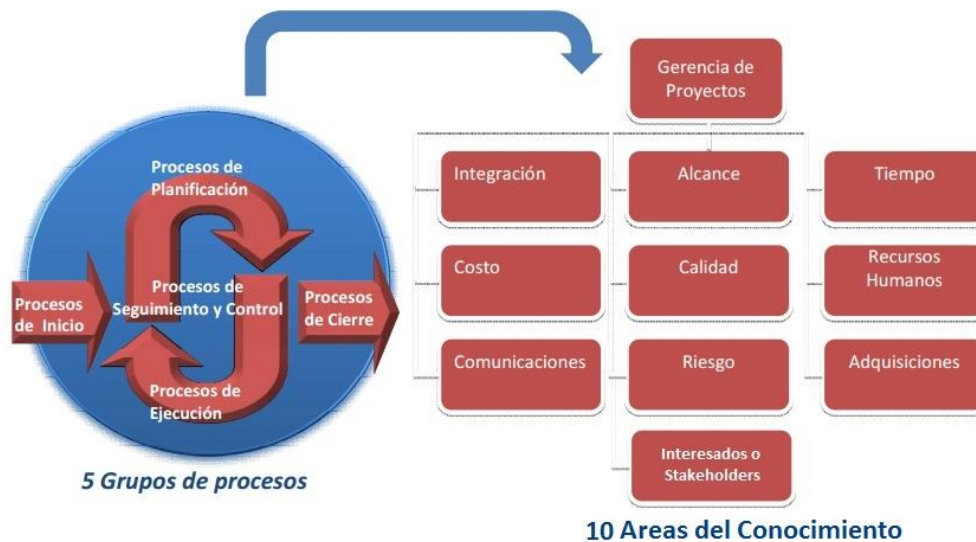 Procesos de
Planificación
Procesos
de Inicio
Procesos de
Seguimiento y Control
Procesos
de Cierre
Procesos de
Ejecución
5 Grupos de procesos
Gerencia de
Proyectos
Integración
Alcance
Tiempo
Costo
Calidad
Recursos
Humanos
Comunicaciones
Riesgo
Adquisiciones
Interesados o
Stakeholders
10 Areas del Conocimiento